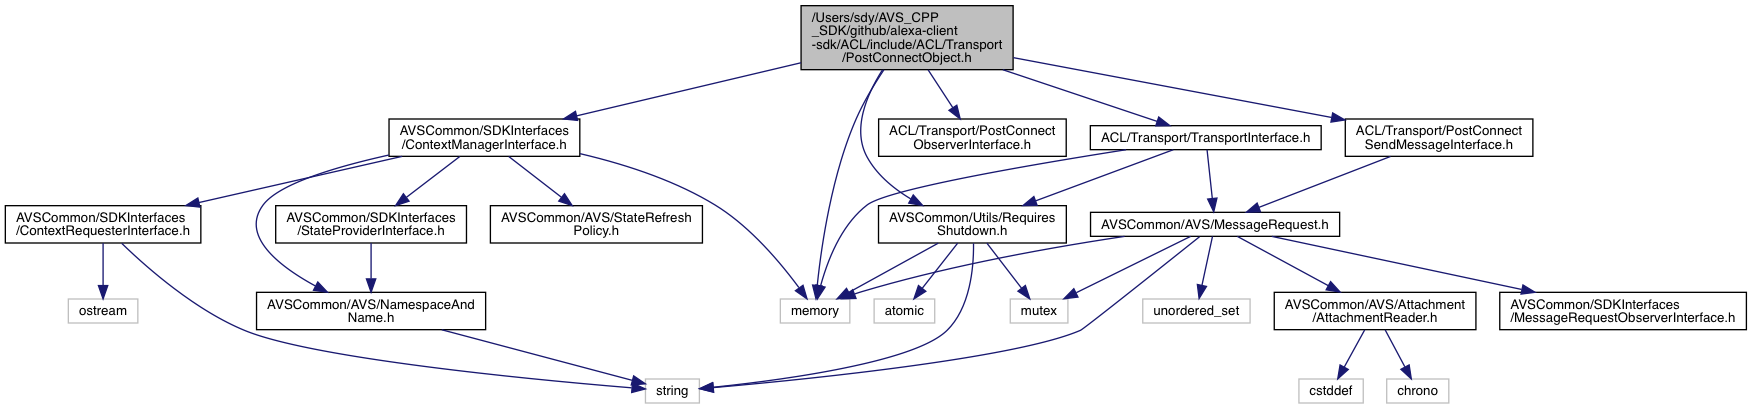 /Users/sdy/AVS_CPP
_SDK/github/alexa-client
-sdk/ACL/include/ACL/Transport
/PostConnectObject.h
AVSCommon/SDKInterfaces
/ContextManagerInterface.h
ACL/Transport/PostConnect
ObserverInterface.h
ACL/Transport/TransportInterface.h
ACL/Transport/PostConnect
SendMessageInterface.h
AVSCommon/SDKInterfaces
/ContextRequesterInterface.h
AVSCommon/SDKInterfaces
/StateProviderInterface.h
AVSCommon/AVS/StateRefresh
Policy.h
AVSCommon/Utils/Requires
Shutdown.h
AVSCommon/AVS/MessageRequest.h
ostream
AVSCommon/AVS/NamespaceAnd
Name.h
memory
atomic
mutex
unordered_set
AVSCommon/AVS/Attachment
/AttachmentReader.h
AVSCommon/SDKInterfaces
/MessageRequestObserverInterface.h
string
cstddef
chrono